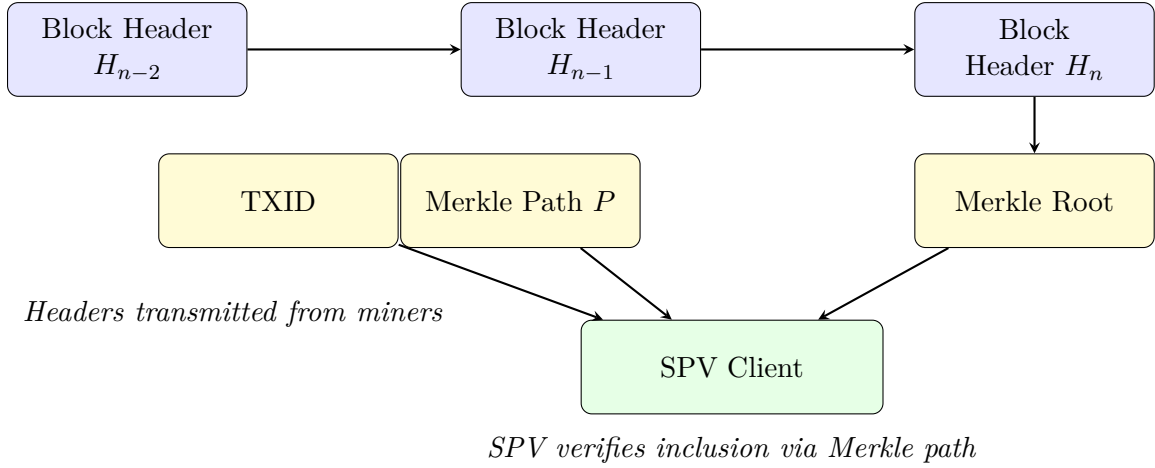 Block Header
H_{n−2}
Block Header
H_{n−1}
Block
Header H_n
TXID
Merkle Path P
Merkle Root
Headers transmitted from miners
SPV Client
SPV verifies inclusion via Merkle path